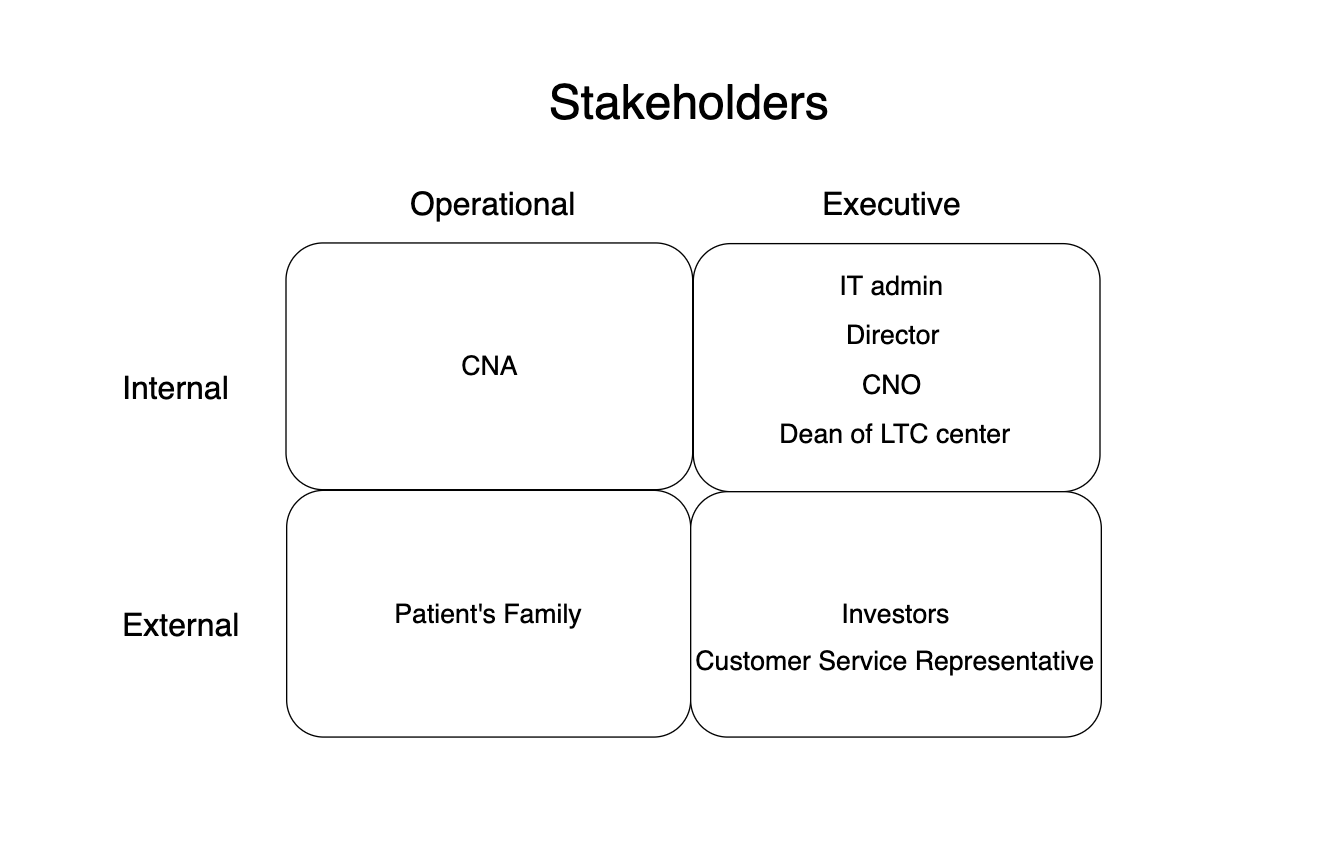 Stakeholders
Operational
Executive
Internal
CNA
IT admin
Director
CNO
Dean of LTC center
External
Patient's Family
Investors
Customer Service Representative